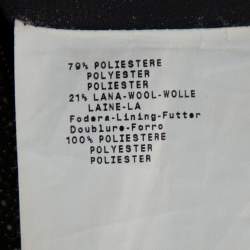 79% POLIESTERE
POLYESTER
POLIESTER
21% LANA-WOOL-WOLLE
LAINE-LA
Fodera-Lining-Futter
Doublure-Forro
100% POLIESTERE
POLYESTER
POLIESTER